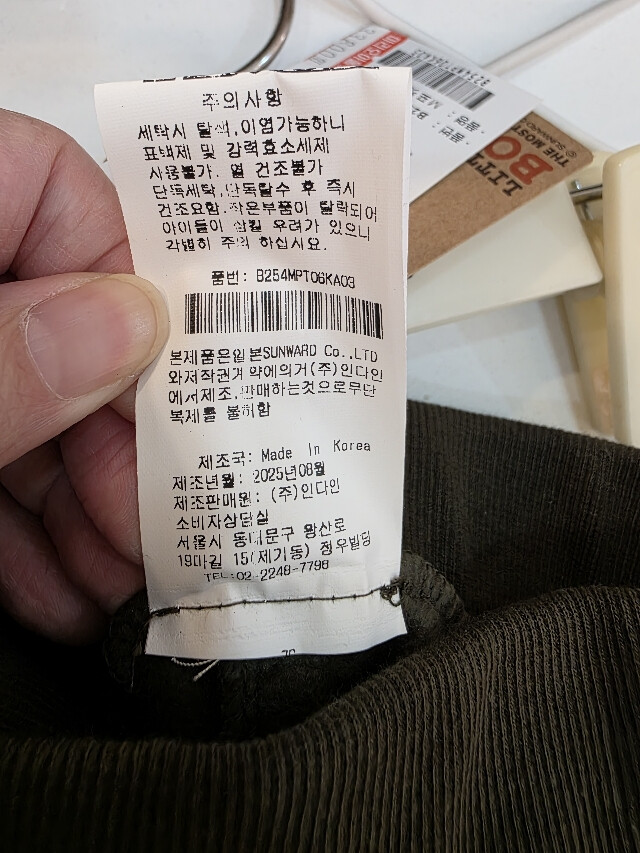 주의사항
세탁시 탈색,이염가능하니
표백제 및 강력효소세제
사용불가. 열 건조불가
단독세탁,단독탈수 후 즉시
건조요함.작은부품이 탈락되어
아이들이 삼킬 우려가 있으니
각별히 주의 하십시요.
품번: B254MPT06KA03
본제품은일본SUNWARD Co.,LTD
와저작권계약에의거(주)인다인
에서제조,판매하는것으로무단
복제를 불허함
제조국: Made In Korea
제조년월: 2025년08월
제조판매원: (주)인다인
소비자상담실
서울시 동대문구 왕산로
19마길 15(제기동) 정우빌딩
TEL:02-2248-7798
LITT
BO
THE MOST